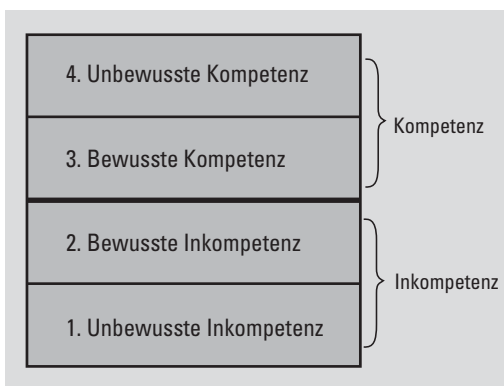 4. Unbewusste Kompetenz
3. Bewusste Kompetenz
Kompetenz
2. Bewusste Inkompetenz
1. Unbewusste Inkompetenz
Inkompetenz